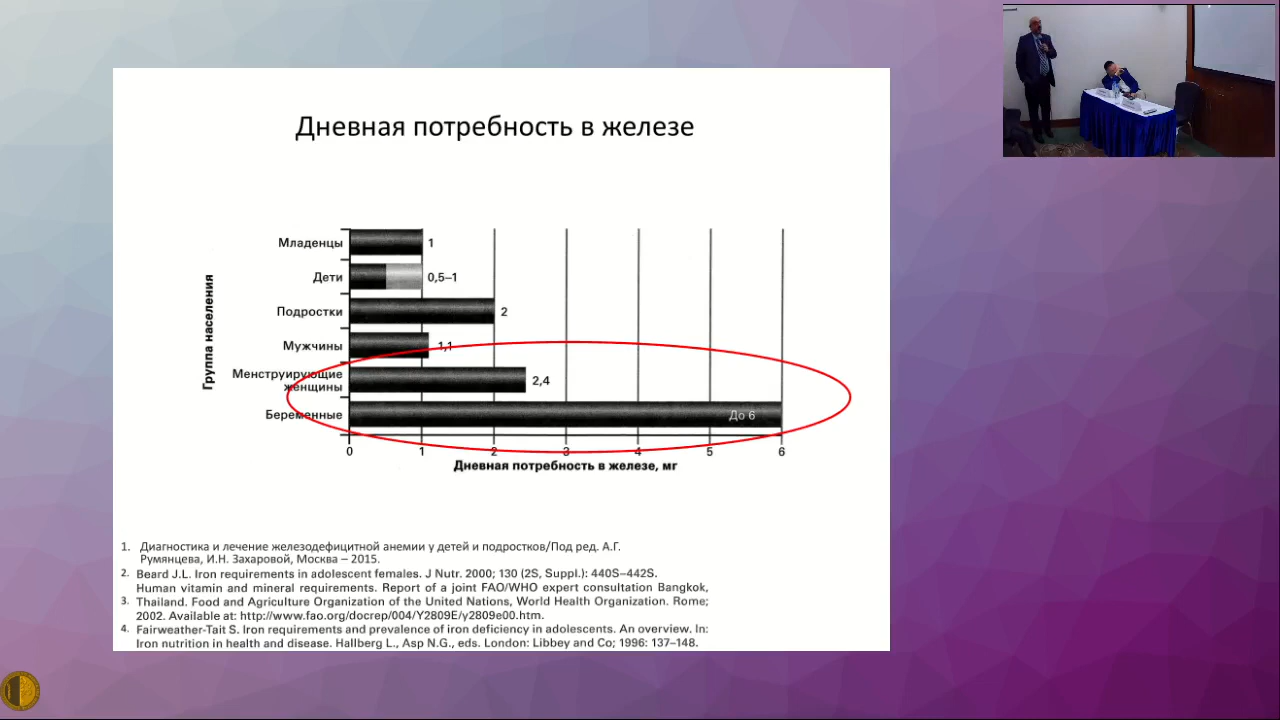 Дневная потребность в железе
Группа населения
Младенцы
1
Дети
0,5–1
Подростки
2
Мужчины
1,1
Менструирующие
женщины
2,4
Беременные
До 6
0 1 2 3 4 5 6
Дневная потребность в железе, мг
1. Диагностика и лечение железодефицитной анемии у детей и подростков/Под ред. А.Г.
Румянцева, И.Н. Захаровой, Москва – 2015.
2. Beard J.L. Iron requirements in adolescent females. J Nutr. 2000; 130 (2S, Suppl.): 440S–442S.
Human vitamin and mineral requirements. Report of a joint FAO/WHO expert consultation Bangkok,
3. Thailand. Food and Agriculture Organization of the United Nations, World Health Organization. Rome;
2002. Available at: http://www.fao.org/docrep/004/Y2809E/y2809e00.htm.
4. Fairweather-Tait S. Iron requirements and prevalence of iron deficiency in adolescents. An overview. In:
Iron nutrition in health and disease. Hallberg L., Asp N.G., eds. London: Libbey and Co; 1996: 137–148.